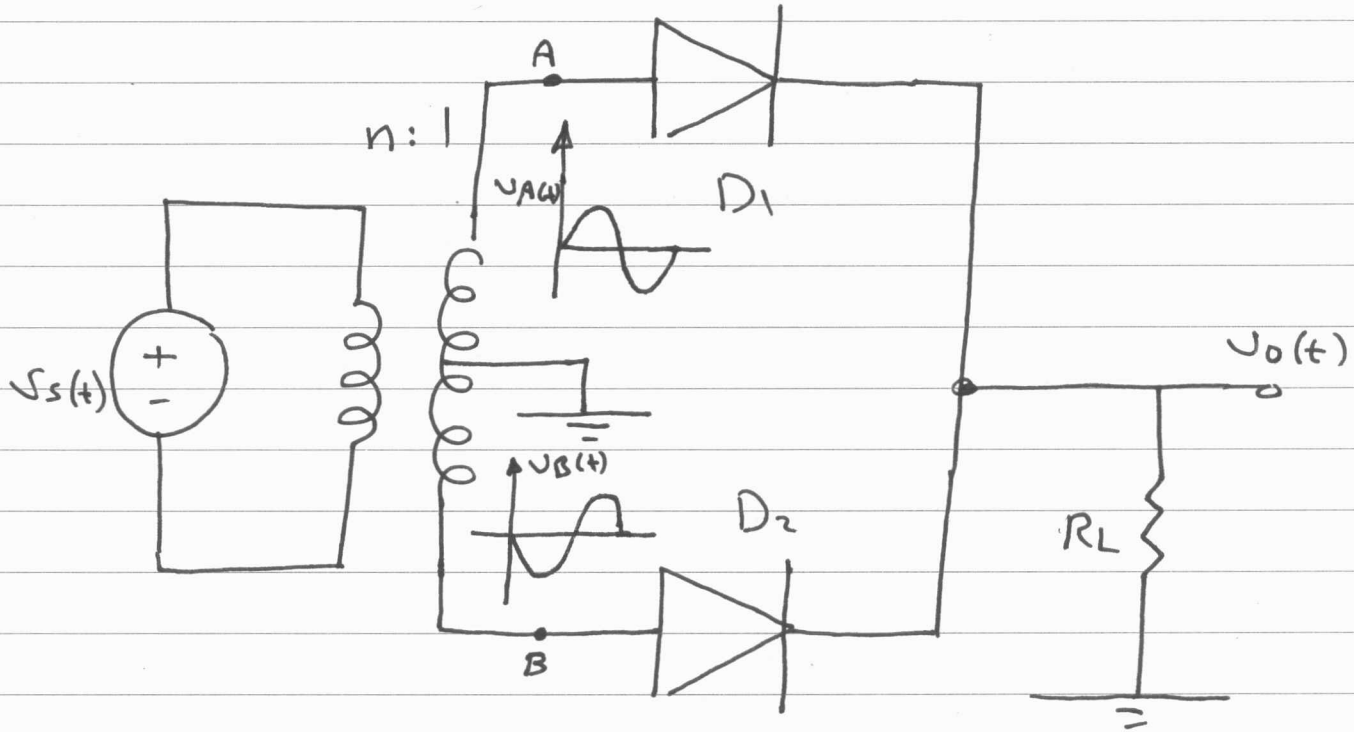 A
n:1
VA(t)
D1
VS(t)
+
-
VO(t)
VB(t)
D2
RL
B